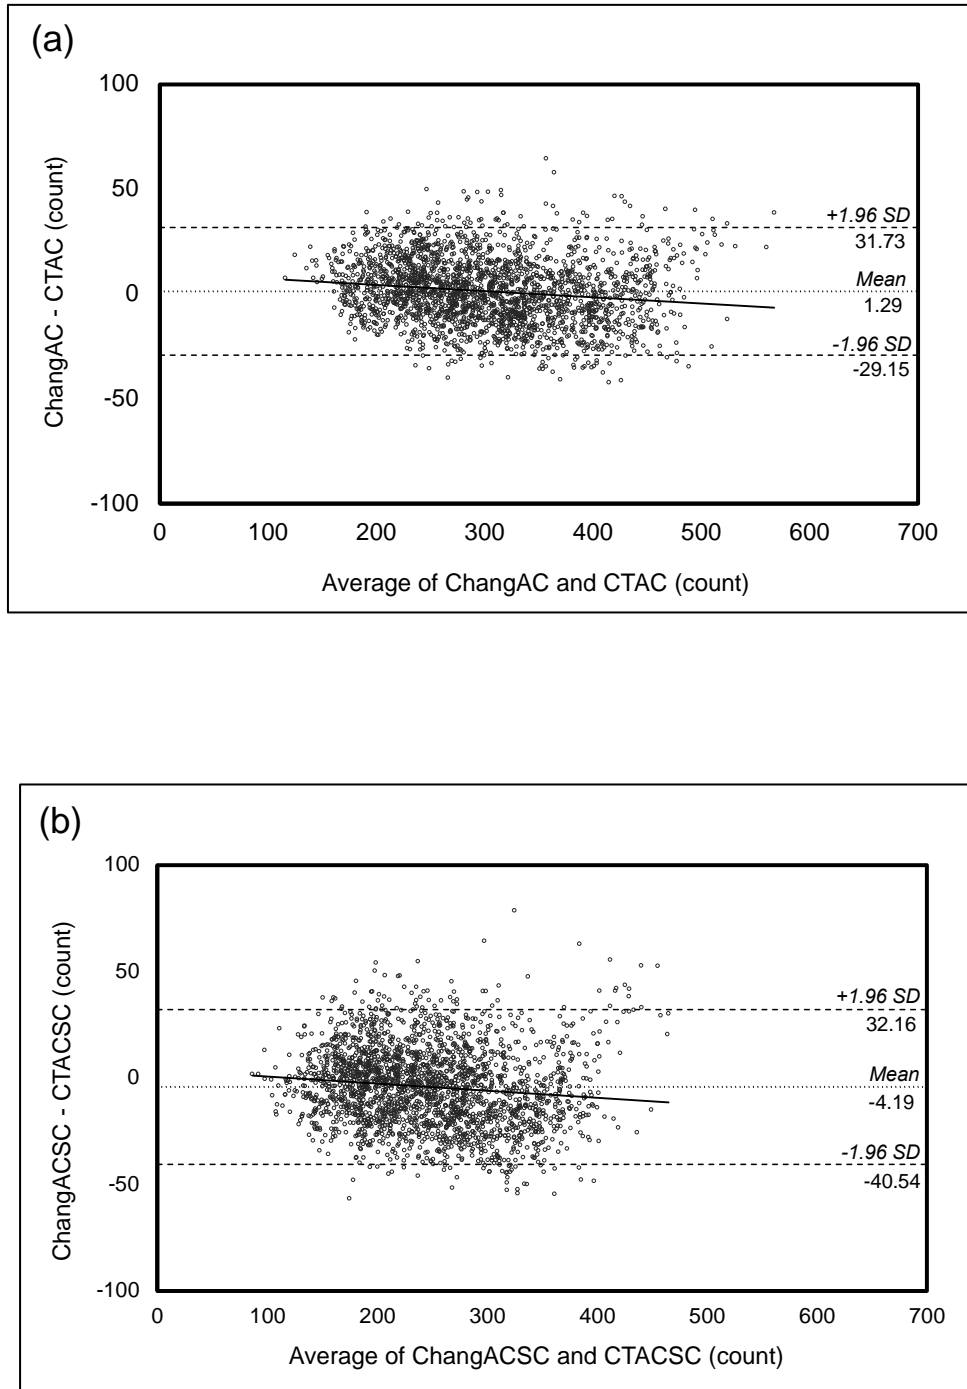 (a)
100
50
0
-50
-100
ChangAC - CTAC (count)
+1.96 SD
31.73
Mean
1.29
-1.96 SD
-29.15
0 100 200 300 400 500 600 700
Average of ChangAC and CTAC (count)
(b)
100
50
0
-50
-100
ChangACSC - CTACSC (count)
+1.96 SD
32.16
Mean
-4.19
-1.96 SD
-40.54
0 100 200 300 400 500 600 700
Average of ChangACSC and CTACSC (count)